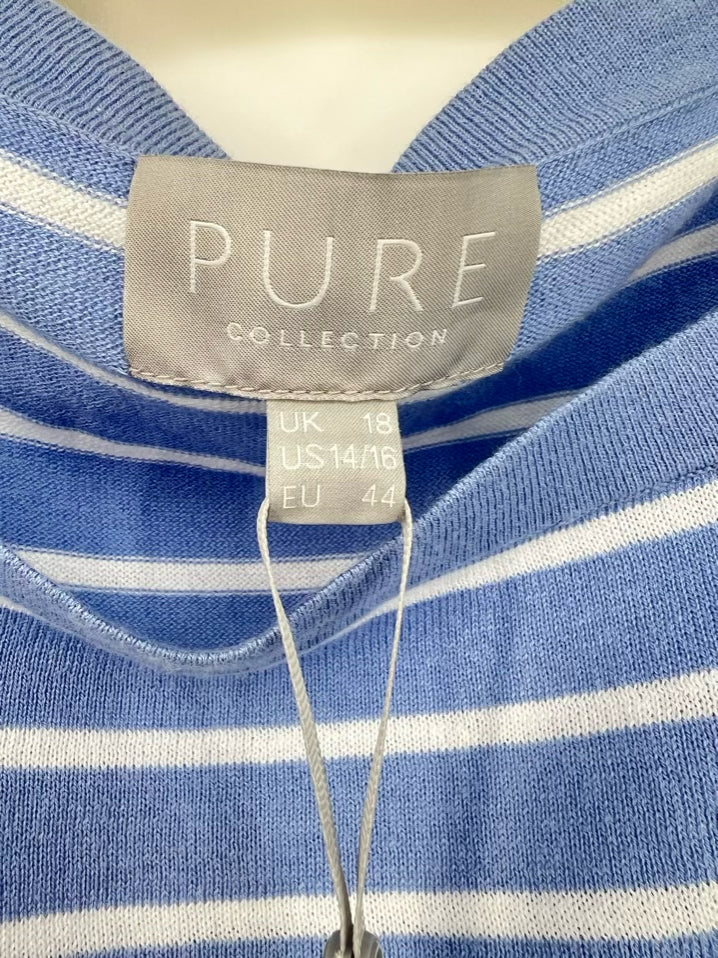 PURE
COLLECTION
UK 18
US 14/16
EU 44